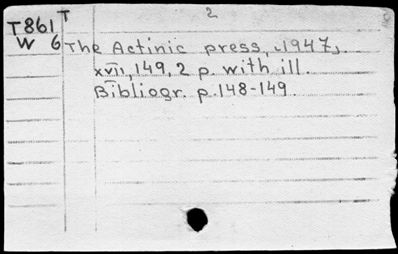 T 2
T861
W 6 The Actinic press, [1947]
xvii, 149, 2 p. with ill.
Bibliogr. p. 148-149.